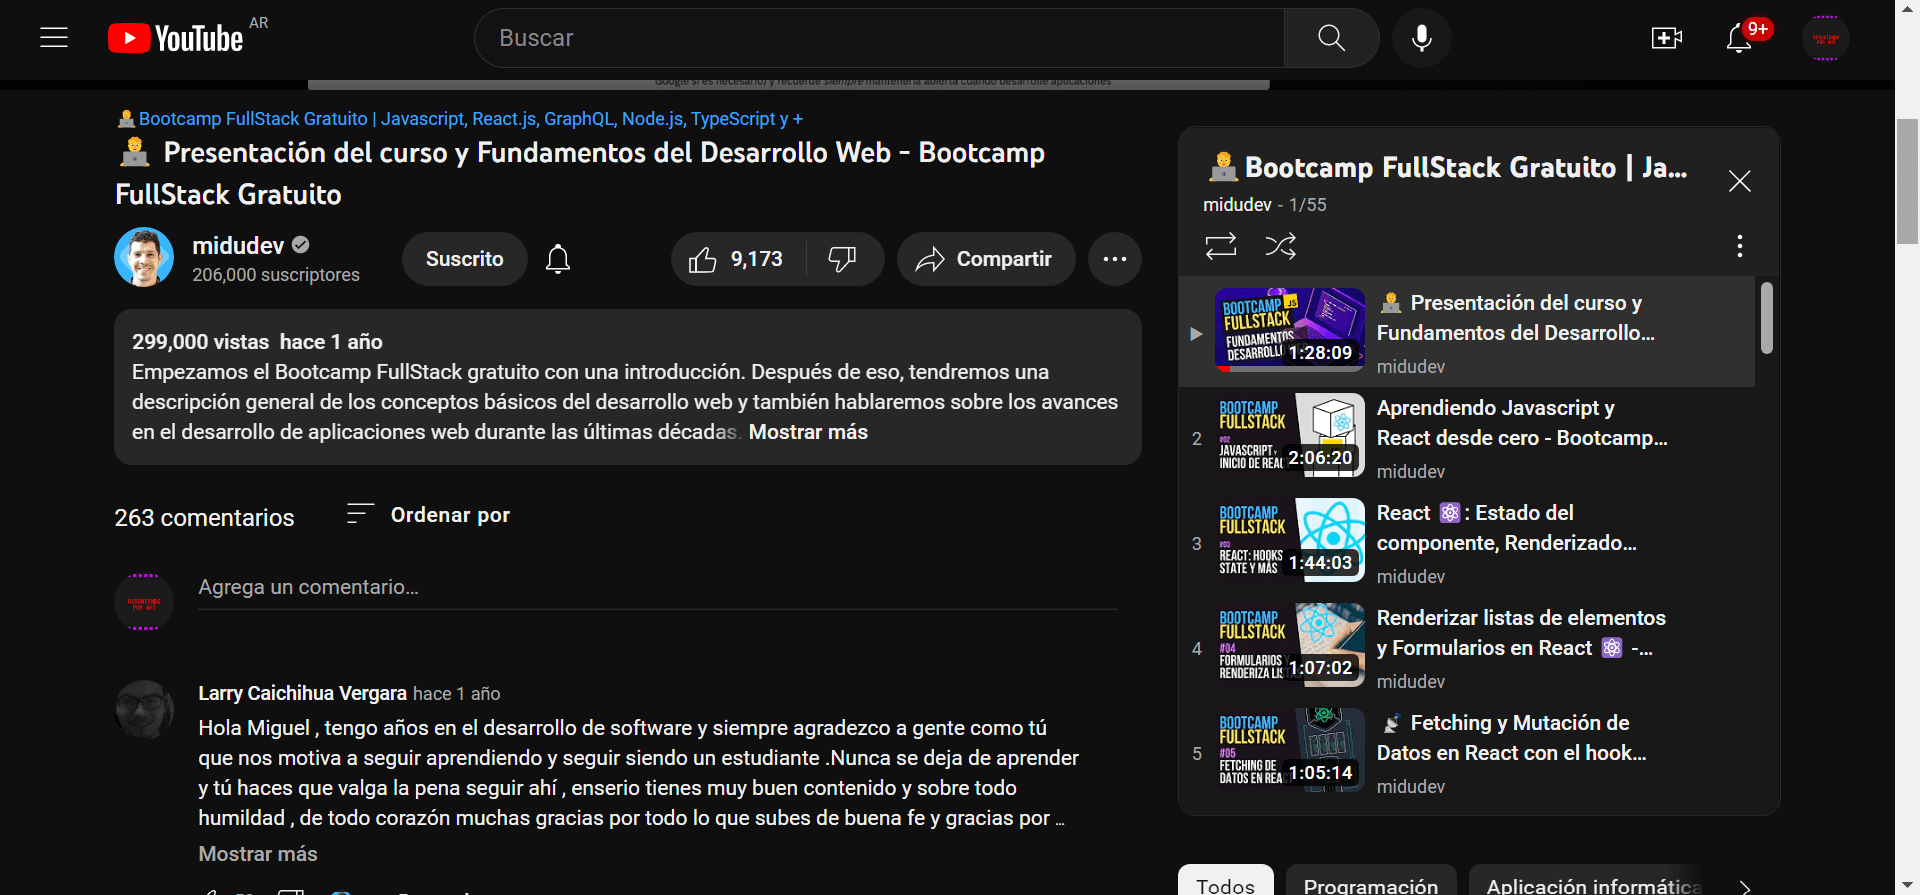 YouTube AR
Buscar
9+
Google si es necesario) y recuerde siempre mantenerla abierta cuando desarrolle aplicaciones
Bootcamp FullStack Gratuito | Javascript, React.js, GraphQL, Node.js, TypeScript y +
Presentación del curso y Fundamentos del Desarrollo Web - Bootcamp
FullStack Gratuito
midudev
206,000 suscriptores
Suscrito
9,173
Compartir
299,000 vistas hace 1 año
Empezamos el Bootcamp FullStack gratuito con una introducción. Después de eso, tendremos una
descripción general de los conceptos básicos del desarrollo web y también hablaremos sobre los avances
en el desarrollo de aplicaciones web durante las últimas décadas. Mostrar más
263 comentarios
Ordenar por
Agrega un comentario...
Larry Caichihua Vergara hace 1 año
Hola Miguel , tengo años en el desarrollo de software y siempre agradezco a gente como tú
que nos motiva a seguir aprendiendo y seguir siendo un estudiante .Nunca se deja de aprender
y tú haces que valga la pena seguir ahí , enserio tienes muy buen contenido y sobre todo
humildad , de todo corazón muchas gracias por todo lo que subes de buena fe y gracias por ...
Mostrar más
Bootcamp FullStack Gratuito | Ja...
midudev - 1/55
BOOTCAMP JS
FULLSTACK
FUNDAMENTOS
1:28:09
Presentación del curso y
Fundamentos del Desarrollo...
midudev
2
BOOTCAMP
FULLSTACK
#02
JAVASCRIPT Y
INICIO DE REACT
2:06:20
Aprendiendo Javascript y
React desde cero - Bootcamp...
midudev
3
BOOTCAMP
FULLSTACK
#03
REACT: HOOKS
STATE Y MÁS
1:44:03
React : Estado del
componente, Renderizado...
midudev
4
BOOTCAMP
FULLSTACK
#04
FORMULARIOS Y
RENDERIZA LISTAS
1:07:02
Renderizar listas de elementos
y Formularios en React -...
midudev
5
BOOTCAMP
FULLSTACK
#05
FETCHING DE
DATOS EN REACT
1:05:14
Fetching y Mutación de
Datos en React con el hook...
midudev
Todos
Programación
Aplicación informática